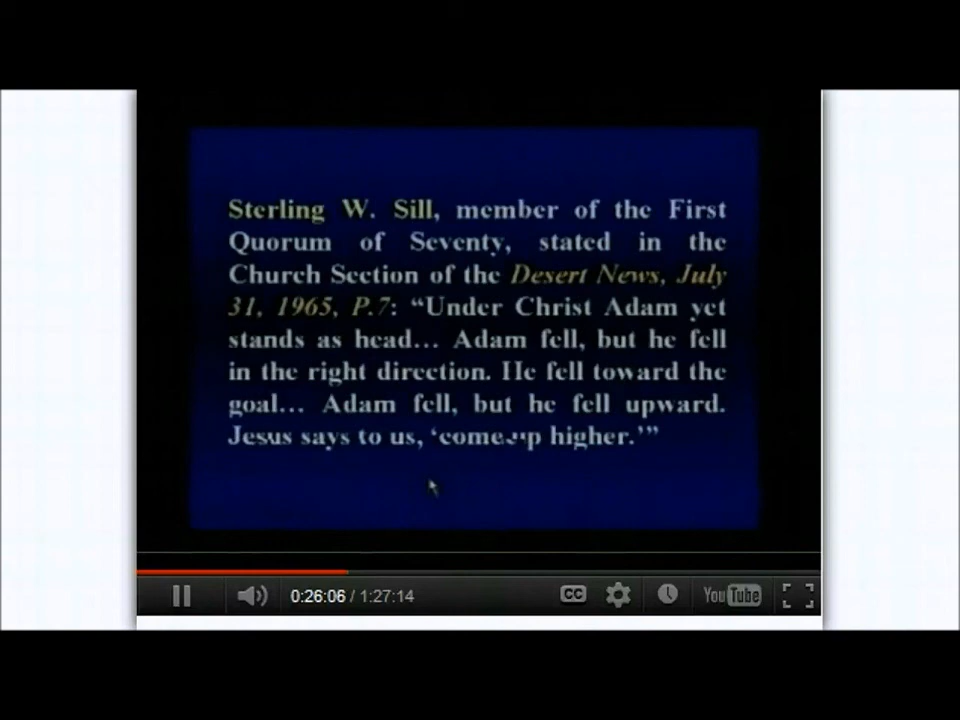 Sterling W. Sill, member of the First
Quorum of Seventy, stated in the
Church Section of the Desert News, July
31, 1965, P.7: “Under Christ Adam yet
stands as head... Adam fell, but he fell
in the right direction. He fell toward the
goal... Adam fell, but he fell upward.
Jesus says to us, ‘come up higher.’”
0:26:06 / 1:27:14 CC YouTube